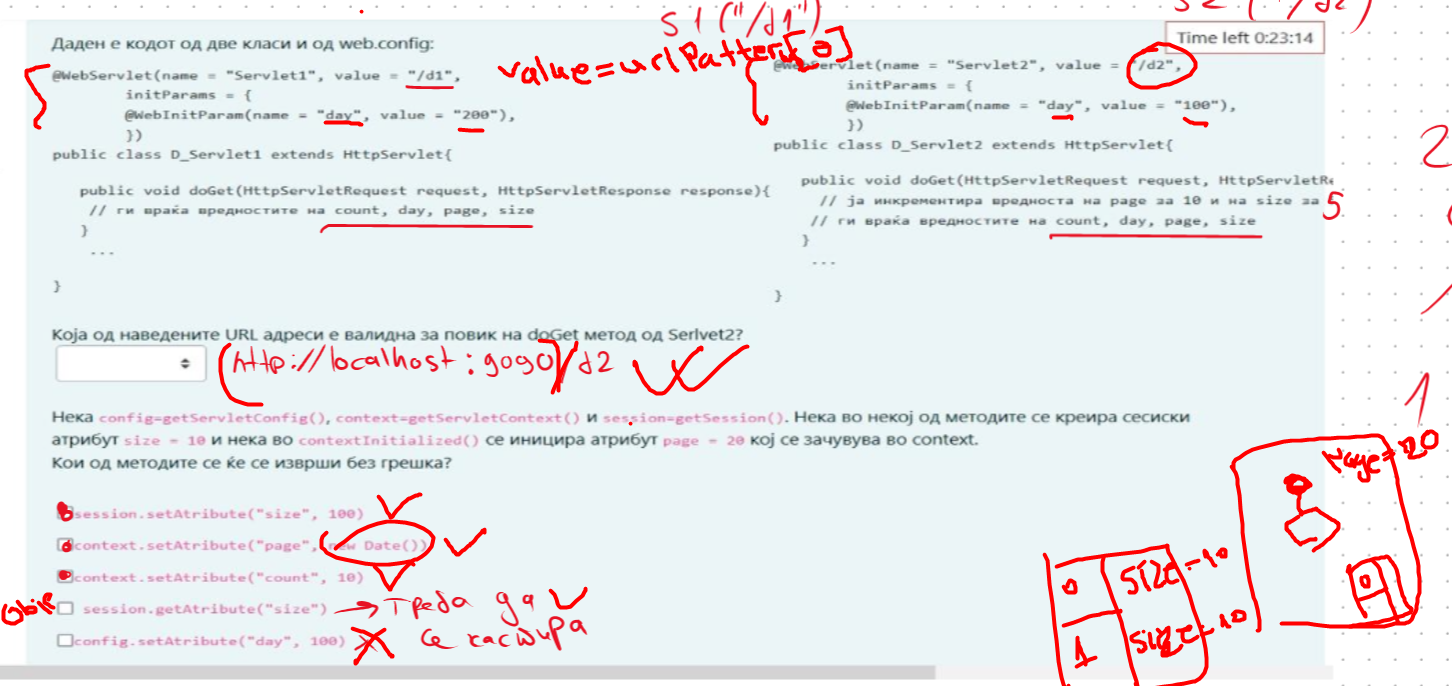 s1("/d1")
s2("/d2")
Time left 0:23:14
Даден е кодот од две класи и од web.config:
value=urlPattern[0]
@WebServlet(name = "Servlet1", value = "/d1",
initParams = {
@WebInitParam(name = "day", value = "200"),
})
public class D_Servlet1 extends HttpServlet{
public void doGet(HttpServletRequest request, HttpServletResponse response){
// ги враќа вредностите на count, day, page, size
}
...
}
@WebServlet(name = "Servlet2", value = "/d2",
initParams = {
@WebInitParam(name = "day", value = "100"),
})
public class D_Servlet2 extends HttpServlet{
public void doGet(HttpServletRequest request, HttpServletRe
// ја инкрементира вредноста на page за 10 и на size за 5
// ги враќа вредностите на count, day, page, size
}
...
}
2
1
Која од наведените URL адреси е валидна за повик на doGet метод од Serlvet2?
(http://localhost:9090)/d2
Нека config=getServletConfig(), context=getServletContext() и session=getSession(). Нека во некој од методите се креира сесиски
атрибут size = 10 и нека во contextInitialized() се иницира атрибут page = 20 кој се зачувува во context.
Кои од методите се ќе се изврши без грешка?
session.setAtribute("size", 100)
context.setAtribute("page", new Date())
context.setAtribute("count", 10)
session.getAtribute("size") → треба да
се кастира
config.setAtribute("day", 100)
Page=20
0 size=10
1 size=10
0